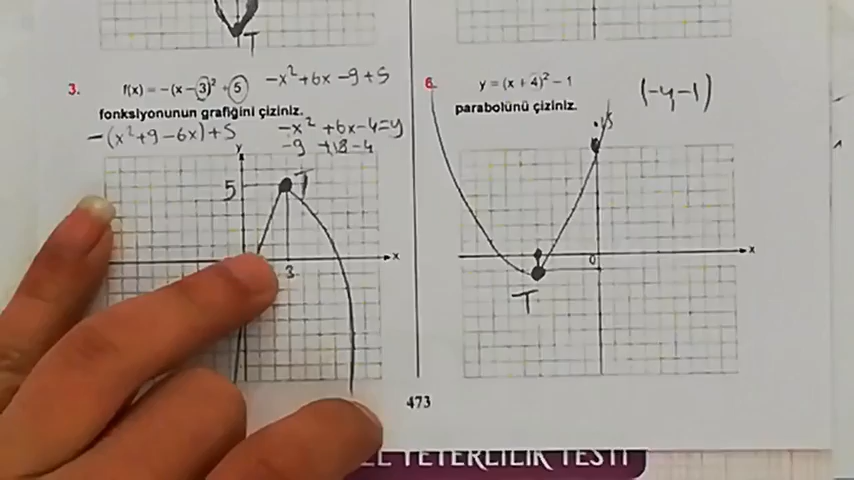 T
3.
f(x) = -(x - 3)² + 5
-x² + 6x - 9 + 5
fonksiyonunun grafiğini çiziniz.
-(x² + 9 - 6x) + 5
-x² + 6x - 4 = y
-9 + 18 - 4
y
5
T
x
3
6.
y = (x + 4)² - 1
(-4, -1)
parabolünü çiziniz.
15
x
0
T
473
YETERLİLİK TESTİ